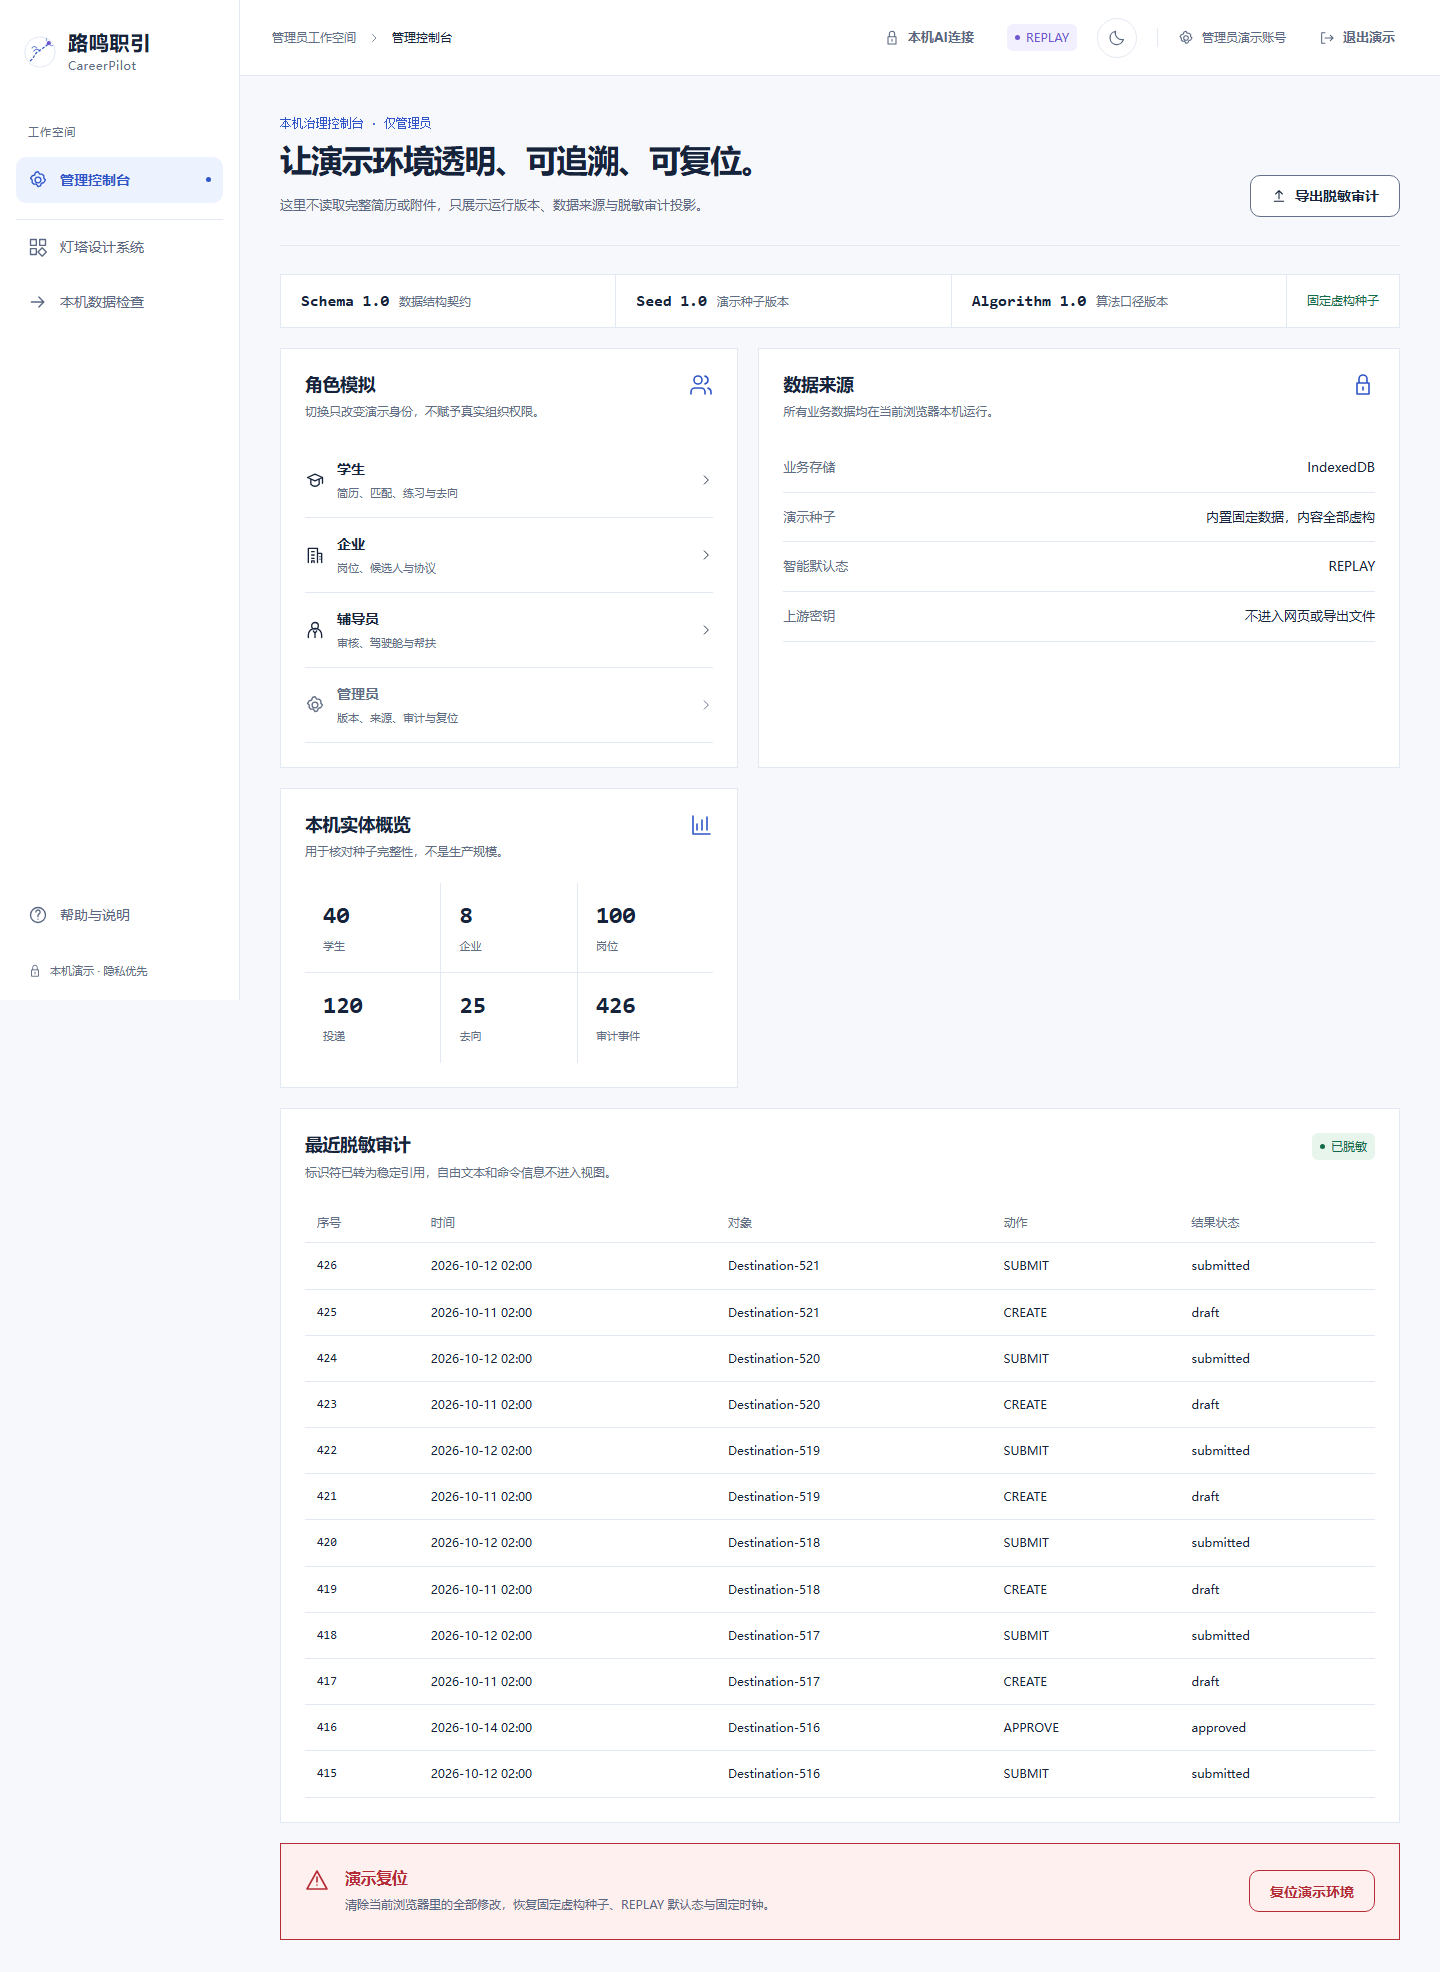 路鸣职引
CareerPilot
工作空间
管理控制台
灯塔设计系统
本机数据检查
帮助与说明
本机演示 · 隐私优先
管理员工作空间 > 管理控制台
本机AI连接
REPLAY
管理员演示账号
退出演示
本机治理控制台 · 仅管理员
让演示环境透明、可追溯、可复位。
这里不读取完整简历或附件，只展示运行版本、数据来源与脱敏审计投影。
导出脱敏审计
Schema 1.0 数据结构契约
Seed 1.0 演示种子版本
Algorithm 1.0 算法口径版本
固定虚构种子
角色模拟
切换只改变演示身份，不赋予真实组织权限。
学生
简历、匹配、练习与去向
企业
岗位、候选人与协议
辅导员
审核、驾驶舱与帮扶
管理员
版本、来源、审计与复位
数据来源
所有业务数据均在当前浏览器本机运行。
业务存储 IndexedDB
演示种子 内置固定数据，内容全部虚构
智能默认态 REPLAY
上游密钥 不进入网页或导出文件
本机实体概览
用于核对种子完整性，不是生产规模。
40 8 100
学生 企业 岗位
120 25 426
投递 去向 审计事件
最近脱敏审计
标识符已转为稳定引用，自由文本和命令信息不进入视图。
已脱敏
序号 时间 对象 动作 结果状态
426 2026-10-12 02:00 Destination-521 SUBMIT submitted
425 2026-10-11 02:00 Destination-521 CREATE draft
424 2026-10-12 02:00 Destination-520 SUBMIT submitted
423 2026-10-11 02:00 Destination-520 CREATE draft
422 2026-10-12 02:00 Destination-519 SUBMIT submitted
421 2026-10-11 02:00 Destination-519 CREATE draft
420 2026-10-12 02:00 Destination-518 SUBMIT submitted
419 2026-10-11 02:00 Destination-518 CREATE draft
418 2026-10-12 02:00 Destination-517 SUBMIT submitted
417 2026-10-11 02:00 Destination-517 CREATE draft
416 2026-10-14 02:00 Destination-516 APPROVE approved
415 2026-10-12 02:00 Destination-516 SUBMIT submitted
演示复位
清除当前浏览器里的全部修改，恢复固定虚构种子、REPLAY 默认态与固定时钟。
复位演示环境